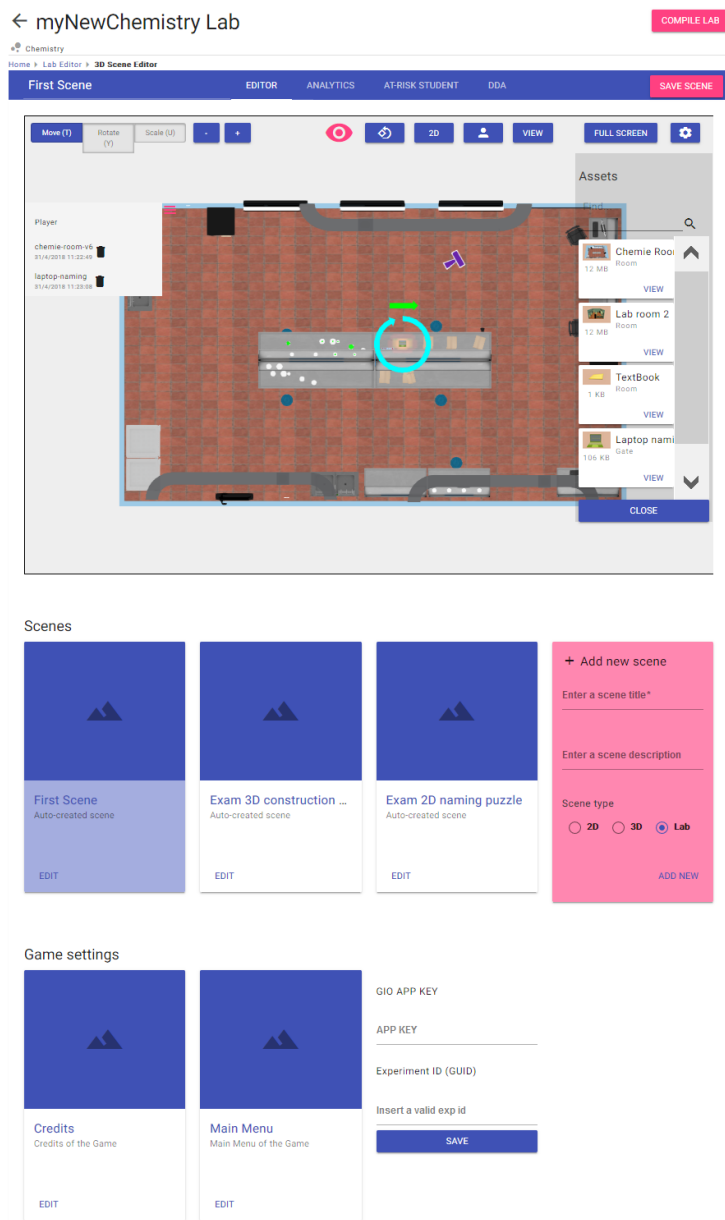 myNewChemistry Lab
COMPILE LAB
Chemistry
Home
Lab Editor
3D Scene Editor
First Scene
EDITOR
ANALYTICS
AT-RISK STUDENT
DDA
SAVE SCENE
Move (T)
Rotate
(Y)
Scale (U)
-
+
2D
VIEW
FULL SCREEN
Assets
Find
Player
chemie-room-v6
31/4/2018 11:22:49
laptop-naming
31/4/2018 11:23:08
Chemie Roo
Room
12 MB
VIEW
Lab room 2
Room
12 MB
VIEW
TextBook
Room
1 KB
VIEW
Laptop nami
Gate
106 KB
VIEW
CLOSE
Scenes
First Scene
Auto-created scene
EDIT
Exam 3D construction ...
Auto-created scene
EDIT
Exam 2D naming puzzle
Auto-created scene
EDIT
+ Add new scene
Enter a scene title*
Enter a scene description
Scene type
2D
3D
Lab
ADD NEW
Game settings
Credits
Credits of the Game
EDIT
Main Menu
Main Menu of the Game
EDIT
GIO APP KEY
APP KEY
Experiment ID (GUID)
Insert a valid exp id
SAVE